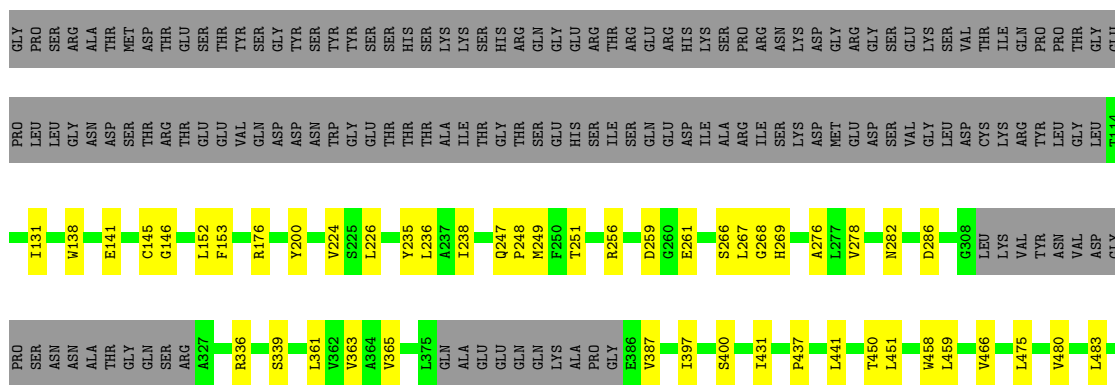 GLY PRO SER ARG ALA THR MET ASP THR GLU SER THR TYR SER GLY TYR SER TYR TYR SER SER HIS SER LYS LYS SER HIS ARG GLN GLY GLU ARG THR ARG GLU ARG HIS LYS SER PRO ARG ASN LYS ASP GLY ARG GLY SER GLU LYS SER VAL THR ILE GLN PRO PRO THR GLY GLU
PRO LEU LEU GLY ASN ASP SER THR ARG THR GLU GLU VAL GLN ASP ASP ASN TRP GLY GLU THR THR THR ALA ILE THR GLY THR SER GLU HIS SER ILE SER GLN GLU ASP ILE ALA ARG ILE SER LYS ASP MET GLU ASP SER VAL GLY LEU ASP CYS LYS ARG TYR LEU GLY LEU T114
I131 W138 E141 C145 G146 L152 F153 R176 Y200 V224 S225 L226 Y235 L236 A237 I238 Q247 P248 M249 F250 T251 R256 D259 G260 E261 S266 L267 G268 H269 A276 L277 V278 N282 D286 G308 LEU LYS VAL TYR ASN VAL ASP GLY
PRO SER ASN ASN ALA THR GLY GLN SER ARG A327 R336 S339 L361 V362 V363 A364 V365 L375 GLN ALA GLU GLU GLN GLN LYS ALA PRO GLY E386 V387 I397 S400 I431 P437 L441 T450 L451 W458 L459 V466 L475 V480 L483